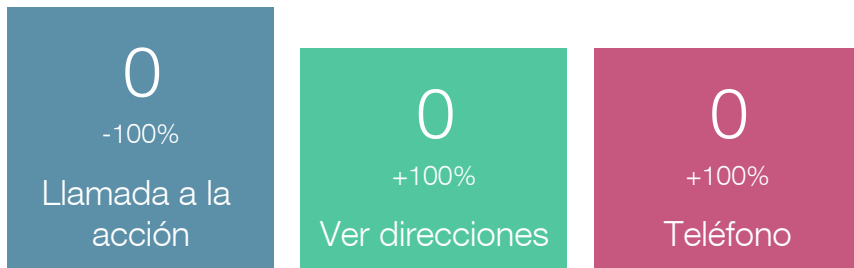 0
-100%
Llamada a la
acción
0
+100%
Ver direcciones
0
+100%
Teléfono